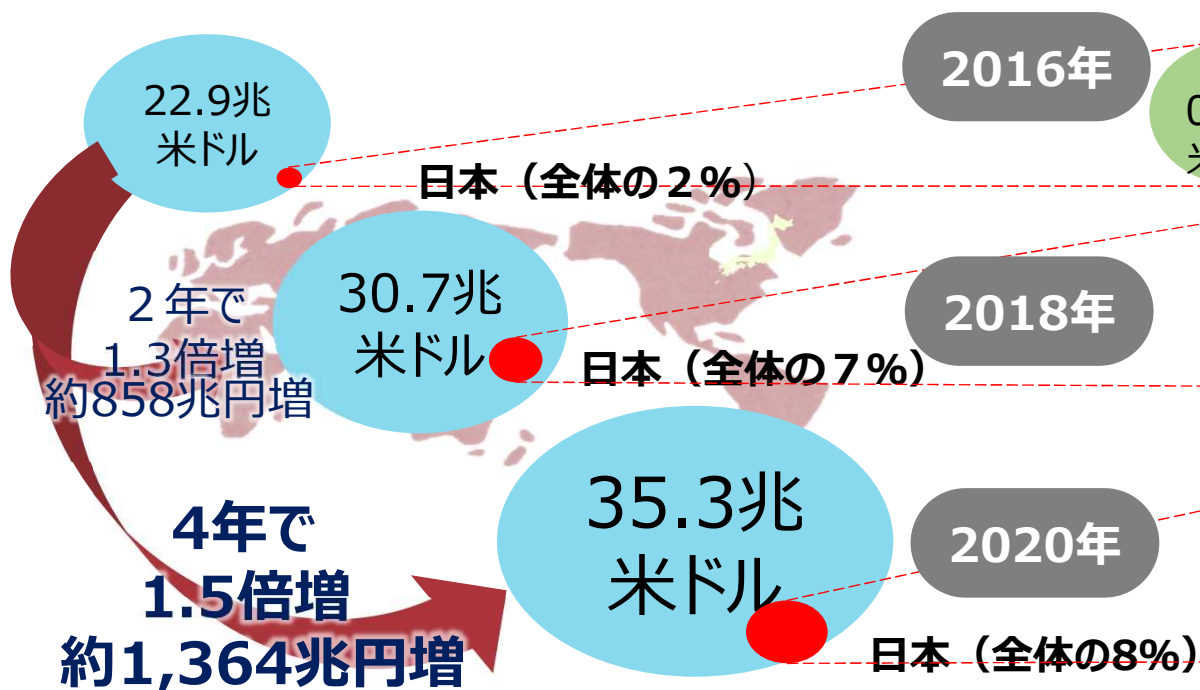 2016年
22.9兆
米ドル
日本（全体の２%）
２年で
1.3倍増
約858兆円増
30.7兆
米ドル
2018年
日本（全体の７%）
4年で
1.5倍増
約1,364兆円増
35.3兆
米ドル
2020年
日本（全体の8%）